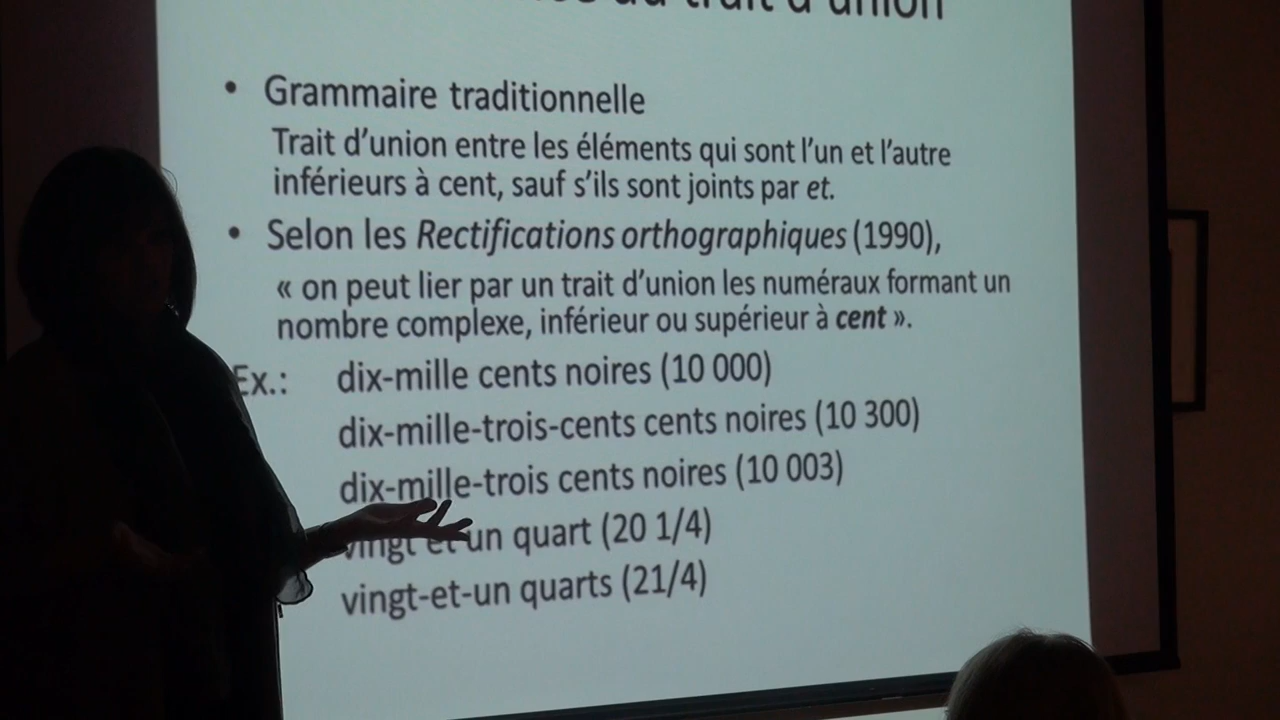 du trait d'union
• Grammaire traditionnelle
Trait d'union entre les éléments qui sont l'un et l'autre
inférieurs à cent, sauf s'ils sont joints par et.
• Selon les Rectifications orthographiques (1990),
« on peut lier par un trait d'union les numéraux formant un
nombre complexe, inférieur ou supérieur à cent ».
Ex.: dix-mille cents noires (10 000)
dix-mille-trois-cents cents noires (10 300)
dix-mille-trois cents noires (10 003)
vingt et un quart (20 1/4)
vingt-et-un quarts (21/4)